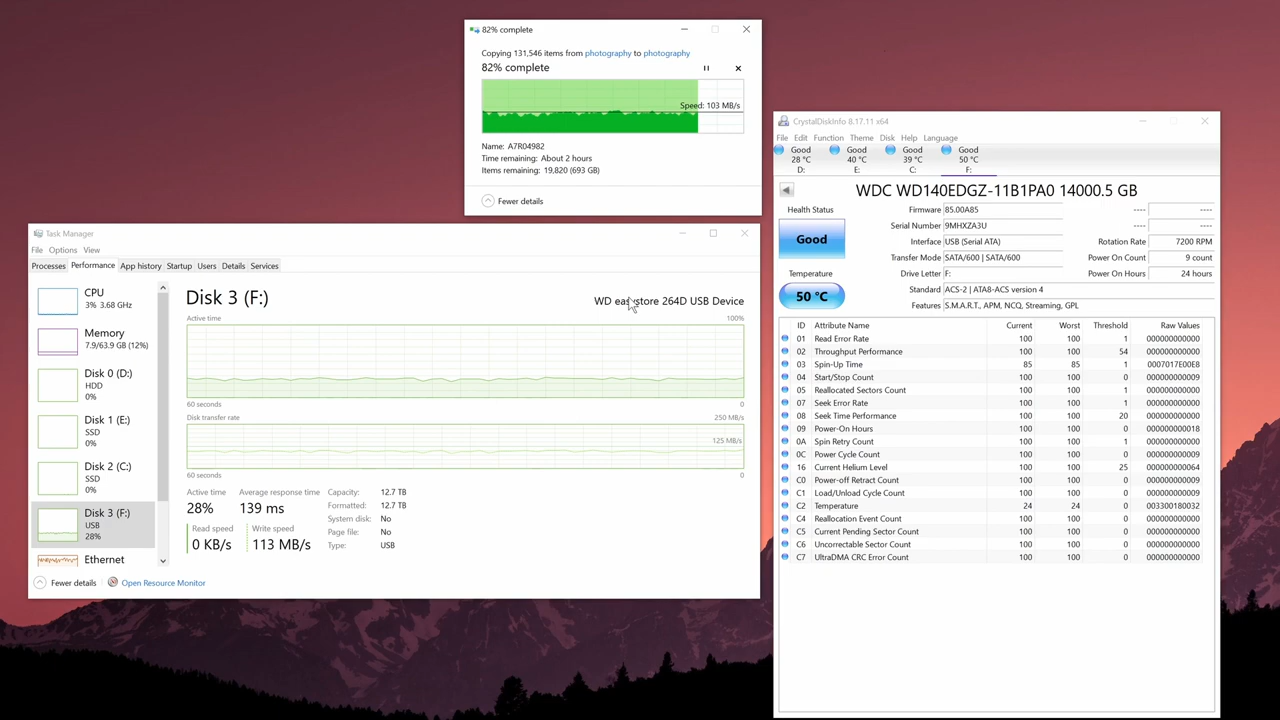 82% complete
Copying 131,546 items from photography to photography
82% complete
Speed: 103 MB/s
Name: A7R04982
Time remaining: About 2 hours
Items remaining: 19,820 (693 GB)
Fewer details
Task Manager
File Options View
Processes Performance App history Startup Users Details Services
CPU
3% 3.68 GHz
Memory
7.9/63.9 GB (12%)
Disk 0 (D:)
HDD
0%
Disk 1 (E:)
SSD
0%
Disk 2 (C:)
SSD
0%
Disk 3 (F:)
USB
28%
Ethernet
Disk 3 (F:)
WD easystore 264D USB Device
Active time 100%
60 seconds 0
Disk transfer rate 250 MB/s
125 MB/s
60 seconds 0
Active time Average response time
28% 139 ms
Read speed Write speed
0 KB/s 113 MB/s
Capacity: 12.7 TB
Formatted: 12.7 TB
System disk: No
Page file: No
Type: USB
Fewer details Open Resource Monitor
CrystalDiskInfo 8.17.11 x64
File Edit Function Theme Disk Help Language
Good Good Good Good
28 °C 40 °C 39 °C 50 °C
D: E: C: F:
WDC WD140EDGZ-11B1PA0 14000.5 GB
Health Status
Good
Temperature
50 °C
Firmware 85.00A85 ---- ----
Serial Number 9MHXZA3U ---- ----
Interface USB (Serial ATA) Rotation Rate 7200 RPM
Transfer Mode SATA/600 | SATA/600 Power On Count 9 count
Drive Letter F: Power On Hours 24 hours
Standard ACS-2 | ATA8-ACS version 4
Features S.M.A.R.T., APM, NCQ, Streaming, GPL
ID Attribute Name Current Worst Threshold Raw Values
01 Read Error Rate 100 100 1 000000000000
02 Throughput Performance 100 100 54 000000000000
03 Spin-Up Time 85 85 1 0007017E00E8
04 Start/Stop Count 100 100 0 000000000009
05 Reallocated Sectors Count 100 100 1 000000000000
07 Seek Error Rate 100 100 1 000000000000
08 Seek Time Performance 100 100 20 000000000000
09 Power-On Hours 100 100 0 000000000018
0A Spin Retry Count 100 100 1 000000000000
0C Power Cycle Count 100 100 0 000000000009
16 Current Helium Level 100 100 25 000000000064
C0 Power-off Retract Count 100 100 0 000000000009
C1 Load/Unload Cycle Count 100 100 0 000000000009
C2 Temperature 24 24 0 003300180032
C4 Reallocation Event Count 100 100 0 000000000000
C5 Current Pending Sector Count 100 100 0 000000000000
C6 Uncorrectable Sector Count 100 100 0 000000000000
C7 UltraDMA CRC Error Count 100 100 0 000000000000